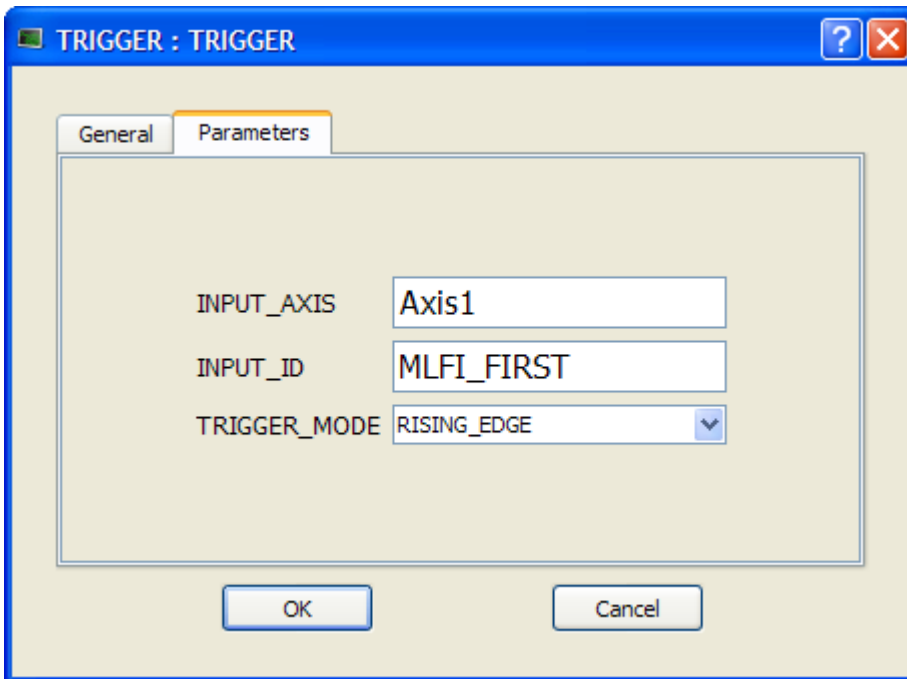 TRIGGER : TRIGGER ?
General Parameters
INPUT_AXIS Axis1
INPUT_ID MLFI_FIRST
TRIGGER_MODE RISING_EDGE
OK Cancel